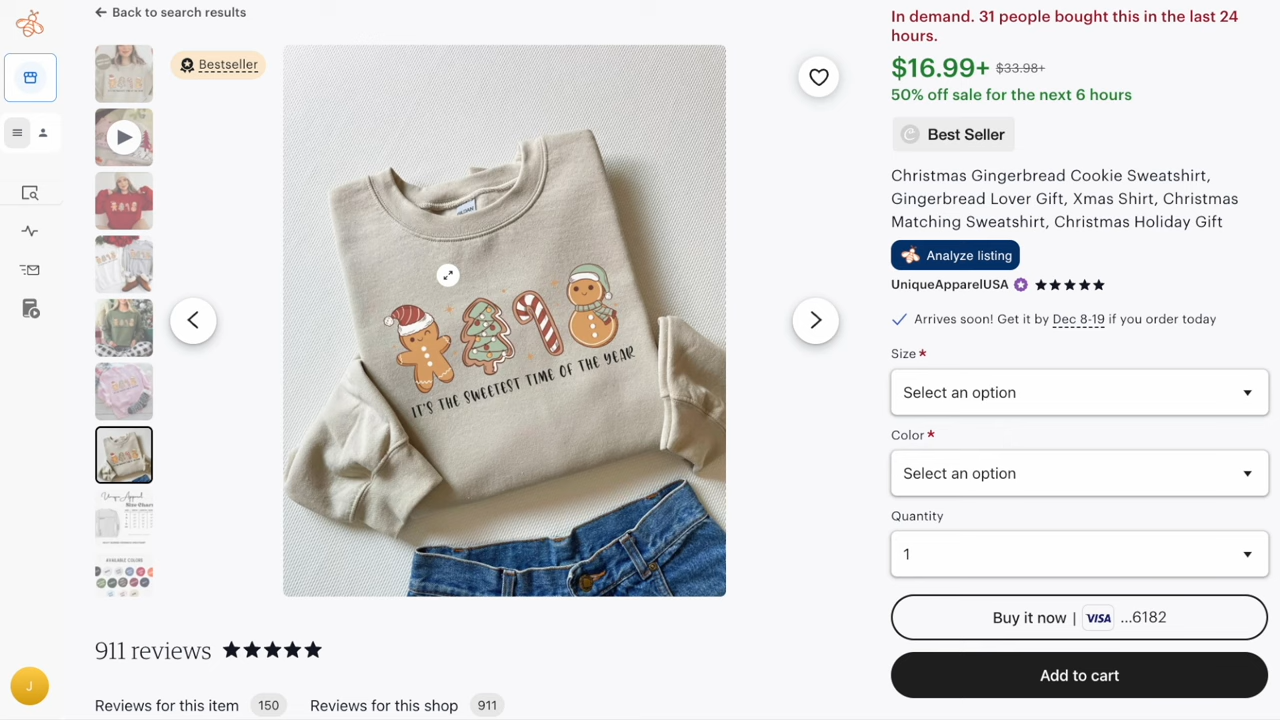 Back to search results
Bestseller
IT'S THE SWEETEST TIME OF THE YEAR
911 reviews
Reviews for this item 150 Reviews for this shop 911
In demand. 31 people bought this in the last 24
hours.
$16.99+ $33.98+
50% off sale for the next 6 hours
Best Seller
Christmas Gingerbread Cookie Sweatshirt,
Gingerbread Lover Gift, Xmas Shirt, Christmas
Matching Sweatshirt, Christmas Holiday Gift
Analyze listing
UniqueApparelUSA
Arrives soon! Get it by Dec 8-19 if you order today
Size*
Select an option
Color*
Select an option
Quantity
1
Buy it now | VISA ...6182
Add to cart
J